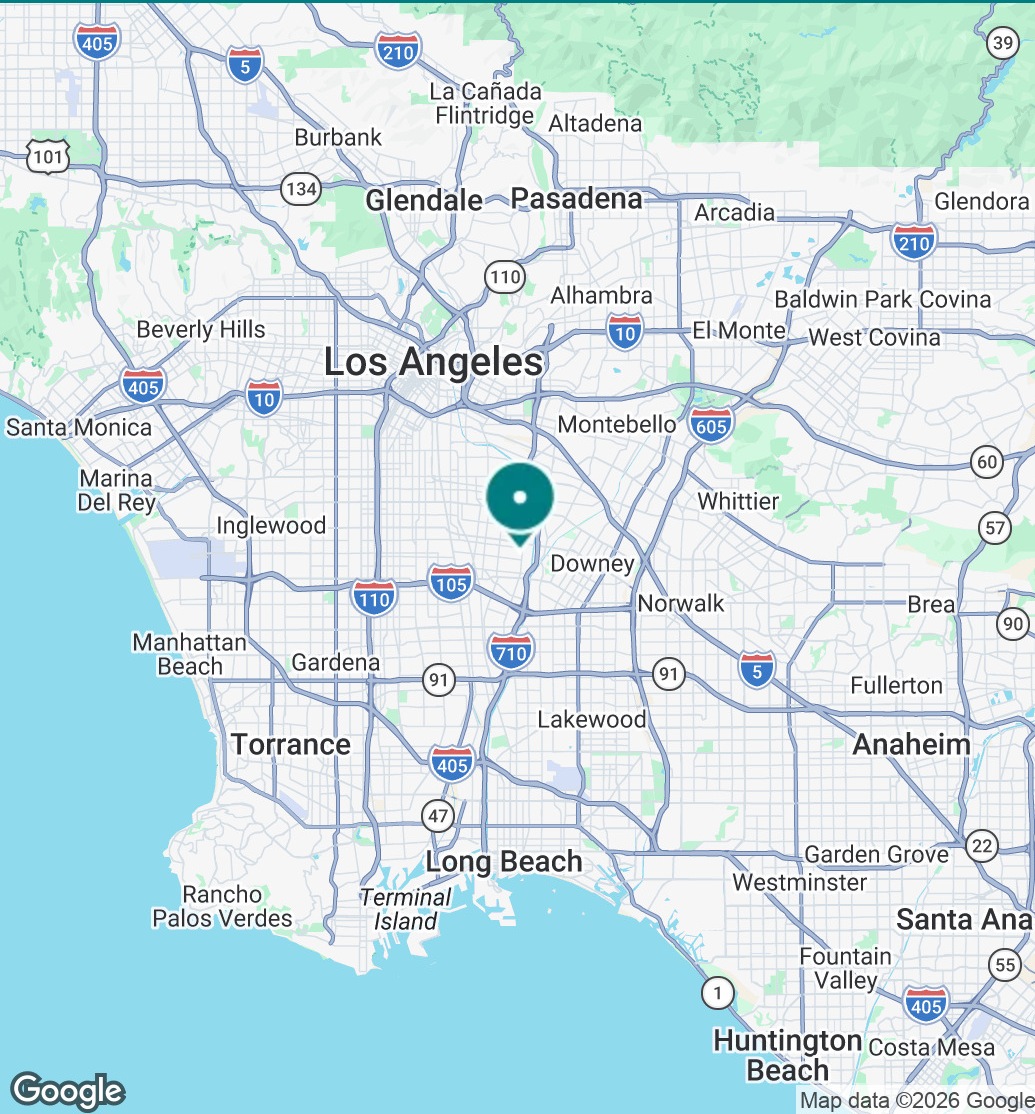 405
5
210
39
La Cañada
Flintridge
Altadena
Burbank
101
134
Glendale
Pasadena
Arcadia
Glendora
210
110
Alhambra
Baldwin Park
Covina
Beverly Hills
10
El Monte
West Covina
Los Angeles
405
10
Santa Monica
Montebello
605
60
Marina
Del Rey
Whittier
Inglewood
57
Downey
105
110
Norwalk
Brea
90
Manhattan
Beach
Gardena
710
91
91
5
Fullerton
Lakewood
Torrance
Anaheim
405
47
22
Long Beach
Garden Grove
Westminster
Rancho
Palos Verdes
Terminal
Island
Santa Ana
Fountain
Valley
55
1
405
Huntington
Beach
Costa Mesa
Google
Map data ©2026 Google